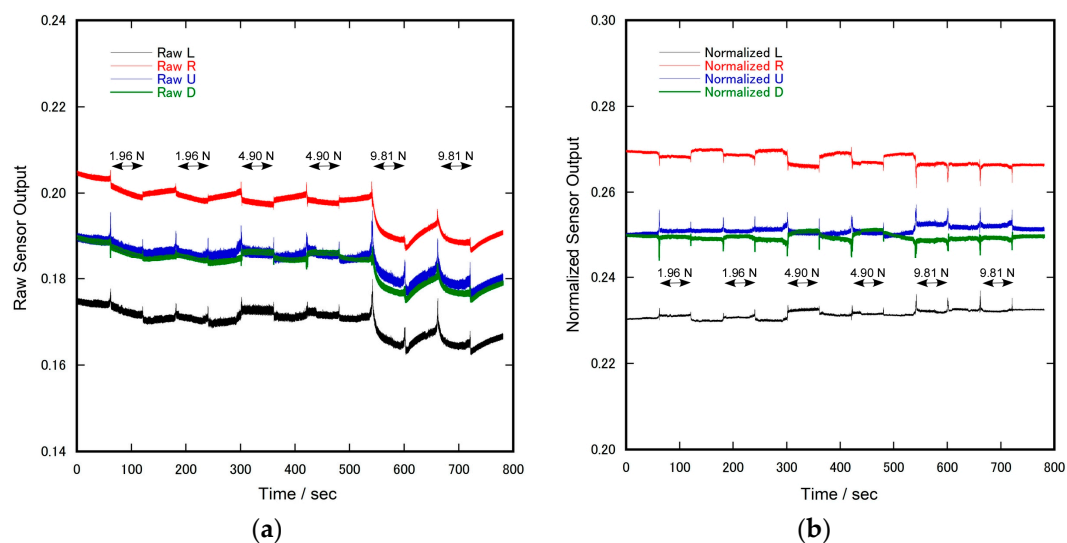 0.24
0.22
0.20
0.18
0.16
0.14
Raw Sensor Output
Raw L
Raw R
Raw U
Raw D
1.96 N
1.96 N
4.90 N
4.90 N
9.81 N
9.81 N
0 100 200 300 400 500 600 700 800
Time / sec
(a)
0.30
0.28
0.26
0.24
0.22
0.20
Normalized Sensor Output
Normalized L
Normalized R
Normalized U
Normalized D
1.96 N
1.96 N
4.90 N
4.90 N
9.81 N
9.81 N
0 100 200 300 400 500 600 700 800
Time / sec
(b)